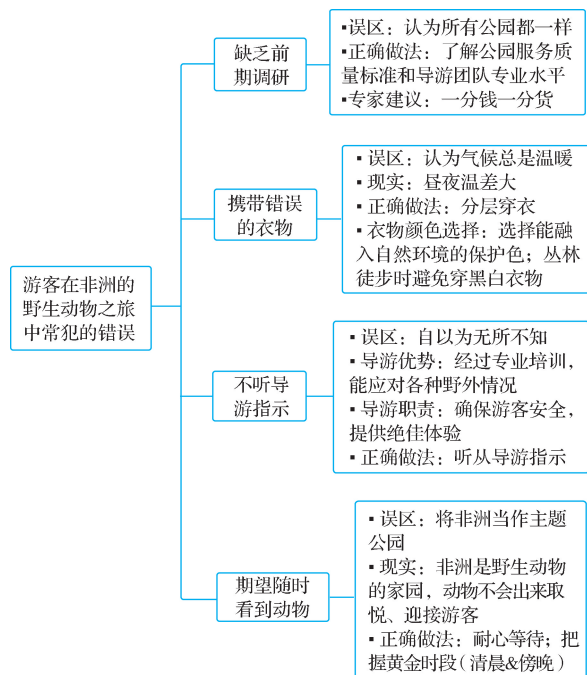 游客在非洲的
野生动物之旅
中常犯的错误
缺乏前
期调研
▪误区：认为所有公园都一样
▪正确做法：了解公园服务质
量标准和导游团队专业水平
▪专家建议：一分钱一分货
携带错误
的衣物
▪误区：认为气候总是温暖
▪现实：昼夜温差大
▪正确做法：分层穿衣
▪衣物颜色选择：选择能融
入自然环境的保护色；丛林
徒步时避免穿黑白衣物
不听导
游指示
▪误区：自以为无所不知
▪导游优势：经过专业培训，
能应对各种野外情况
▪导游职责：确保游客安全，
提供绝佳体验
▪正确做法：听从导游指示
期望随时
看到动物
▪误区：将非洲当作主题
公园
▪现实：非洲是野生动物
的家园，动物不会出来取
悦、迎接游客
▪正确做法：耐心等待；把
握黄金时段（清晨&傍晚）